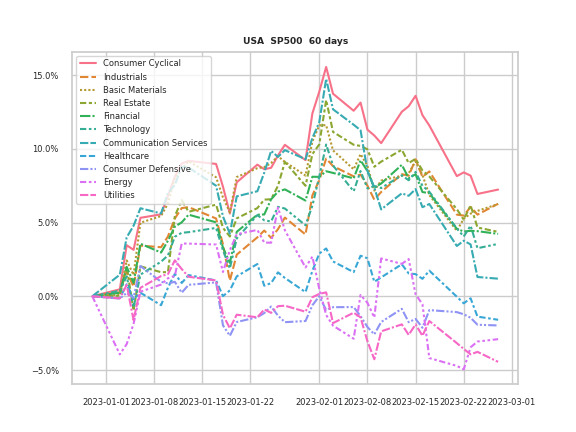 USA SP500 60 days
Consumer Cyclical
Industrials
Basic Materials
Real Estate
Financial
Technology
Communication Services
Healthcare
Consumer Defensive
Energy
Utilities
15.0%
10.0%
5.0%
0.0%
−5.0%
2023-01-01
2023-01-08
2023-01-15
2023-01-22
2023-02-01
2023-02-08
2023-02-15
2023-02-22
2023-03-01